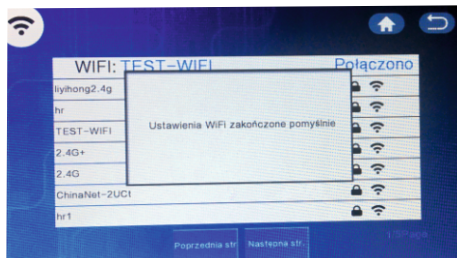 WIFI: TEST-WIFI Połączono
liyihong2.4g
hr
TEST-WIFI
Ustawienia WiFi zakończone pomyślnie
2.4G+
2.4G
ChinaNet-2UCt
hr1
Poprzednia str Następna str.